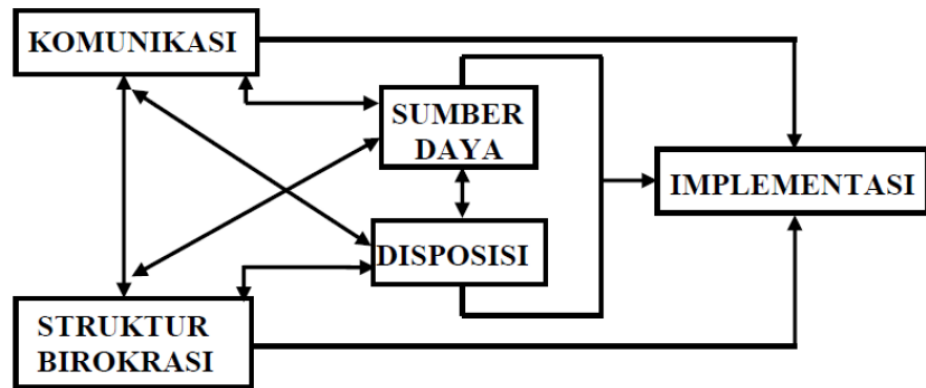 KOMUNIKASI
SUMBER
DAYA
IMPLEMENTASI
DISPOSISI
STRUKTUR
BIROKRASI